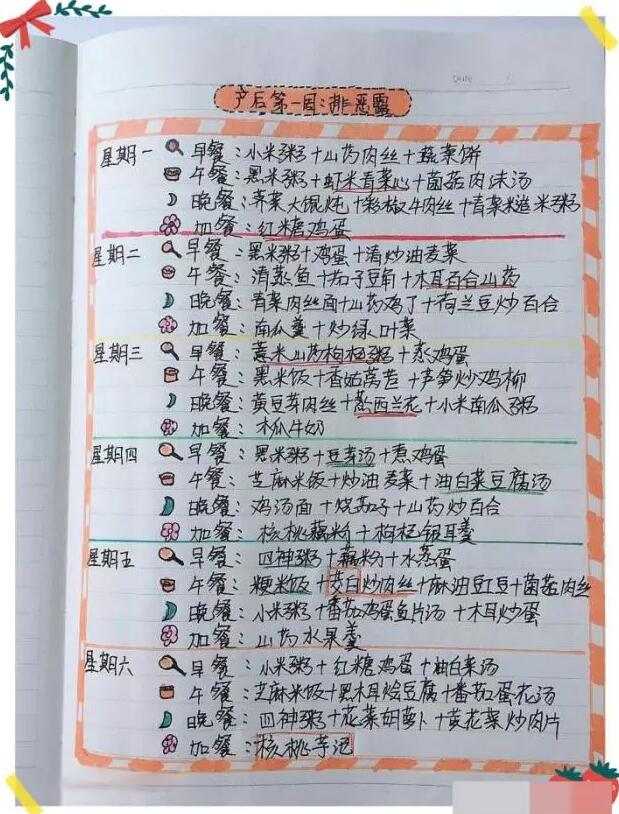 Date
产后第一周：排恶露
星期一 早餐：小米粥+山药肉丝+蔬菜饼
午餐：黑米粥+虾米青菜心+菌菇肉沫汤
晚餐：荠菜大馄炖+彩椒牛肉丝+青菜糙米粥
加餐：红糖鸡蛋
星期二 早餐：黑米粥+鸡蛋+清炒油麦菜
午餐：清蒸鱼+茄子豆角+木耳百合山药
晚餐：青菜肉丝面+山药鸡丁+荷兰豆炒百合
加餐：南瓜羹+炒绿叶菜
星期三 早餐：薏米山药枸杞粥+蒸鸡蛋
午餐：黑米饭+香菇莴苣+芦笋炒鸡柳
晚餐：黄豆芽肉丝+西兰花+小米南瓜粥
加餐：木瓜牛奶
星期四 早餐：黑米粥+豆浆汤+煮鸡蛋
午餐：芝麻米饭+炒油麦菜+油白菜豆腐汤
晚餐：鸡汤面+烧茄子+山药炒百合
加餐：核桃藕粉+枸杞银耳羹
星期五 早餐：四神粥+藕粉+水蒸蛋
午餐：粳米饭+茭白炒肉丝+麻油豇豆+菌菇肉丝
晚餐：小米粥+番茄鸡蛋鱼片汤+木耳炒蛋
加餐：山药水果羹
星期六 早餐：小米粥+红糖鸡蛋+油白菜汤
午餐：芝麻米饭+黑木耳烩豆腐+番茄蛋花汤
晚餐：四神粥+花菜胡萝卜+黄花菜炒肉片
加餐：核桃芋泥